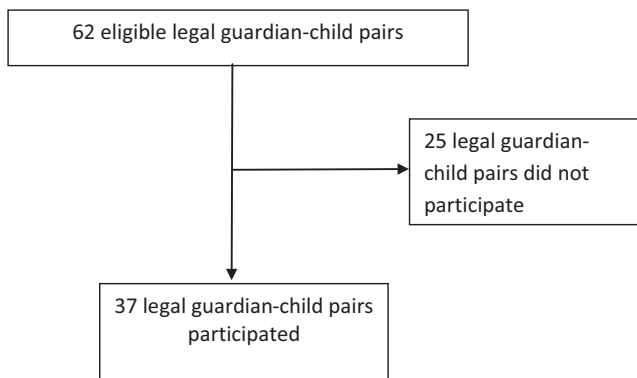 62 eligible legal guardian-child pairs
25 legal guardian-
child pairs did not
participate
37 legal guardian-child pairs
participated